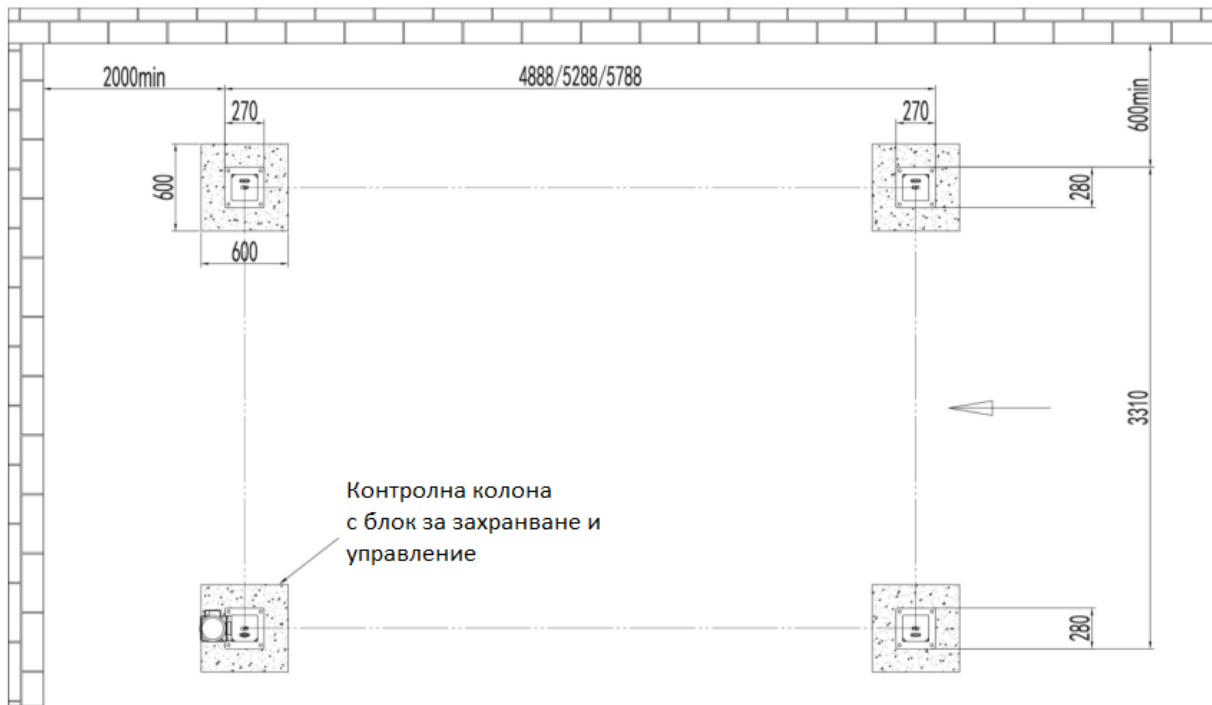 2000min
4888/5288/5788
600min
270
270
600
280
600
3310
Контролна колона
с блок за захранване и
управление
280